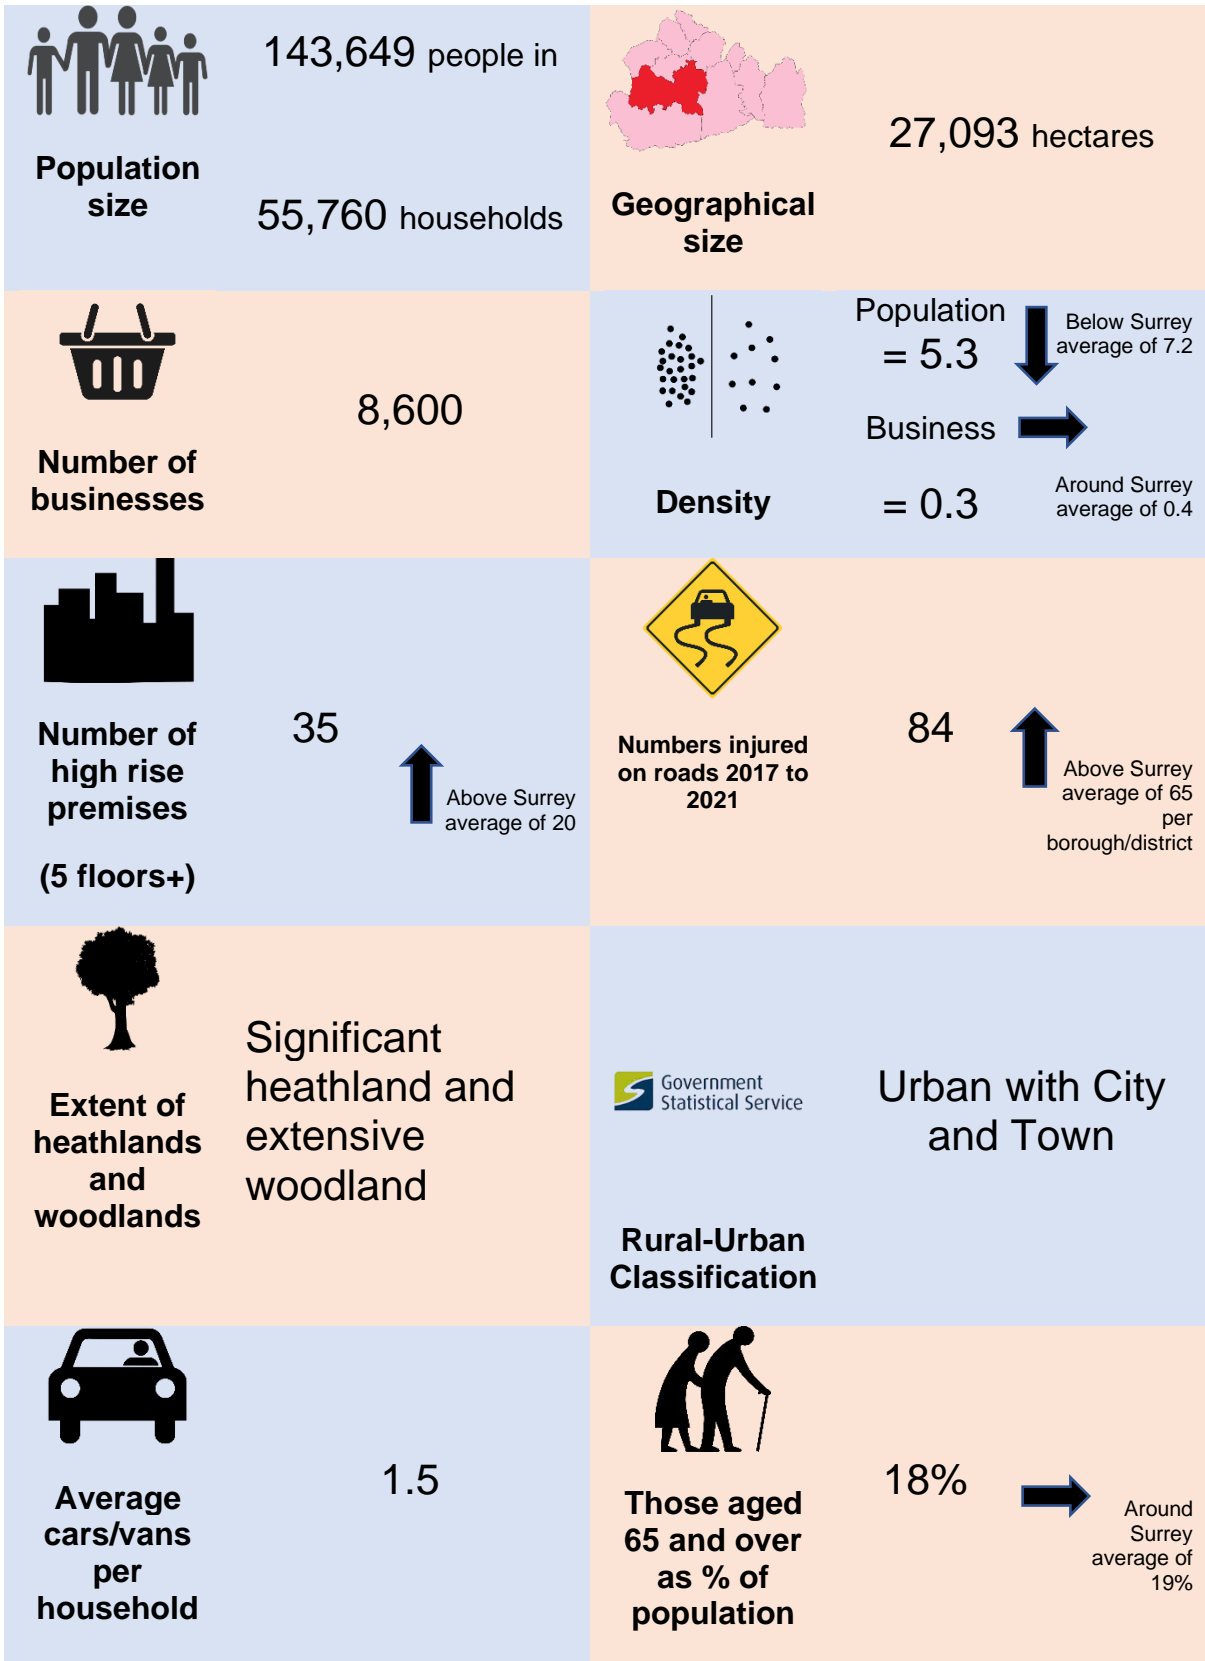 143,649 people in
Population
size
55,760 households
27,093 hectares
Geographical
size
8,600
Number of
businesses
Population
= 5.3
Below Surrey
average of 7.2
Business
Density
= 0.3
Around Surrey
average of 0.4
Number of
high rise
premises
(5 floors+)
35
Above Surrey
average of 20
Numbers injured
on roads 2017 to
2021
84
Above Surrey
average of 65
per
borough/district
Extent of
heathlands
and
woodlands
Significant
heathland and
extensive
woodland
Government
Statistical Service
Rural-Urban
Classification
Urban with City
and Town
Average
cars/vans
per
household
1.5
Those aged
65 and over
as % of
population
18%
Around
Surrey
average of
19%